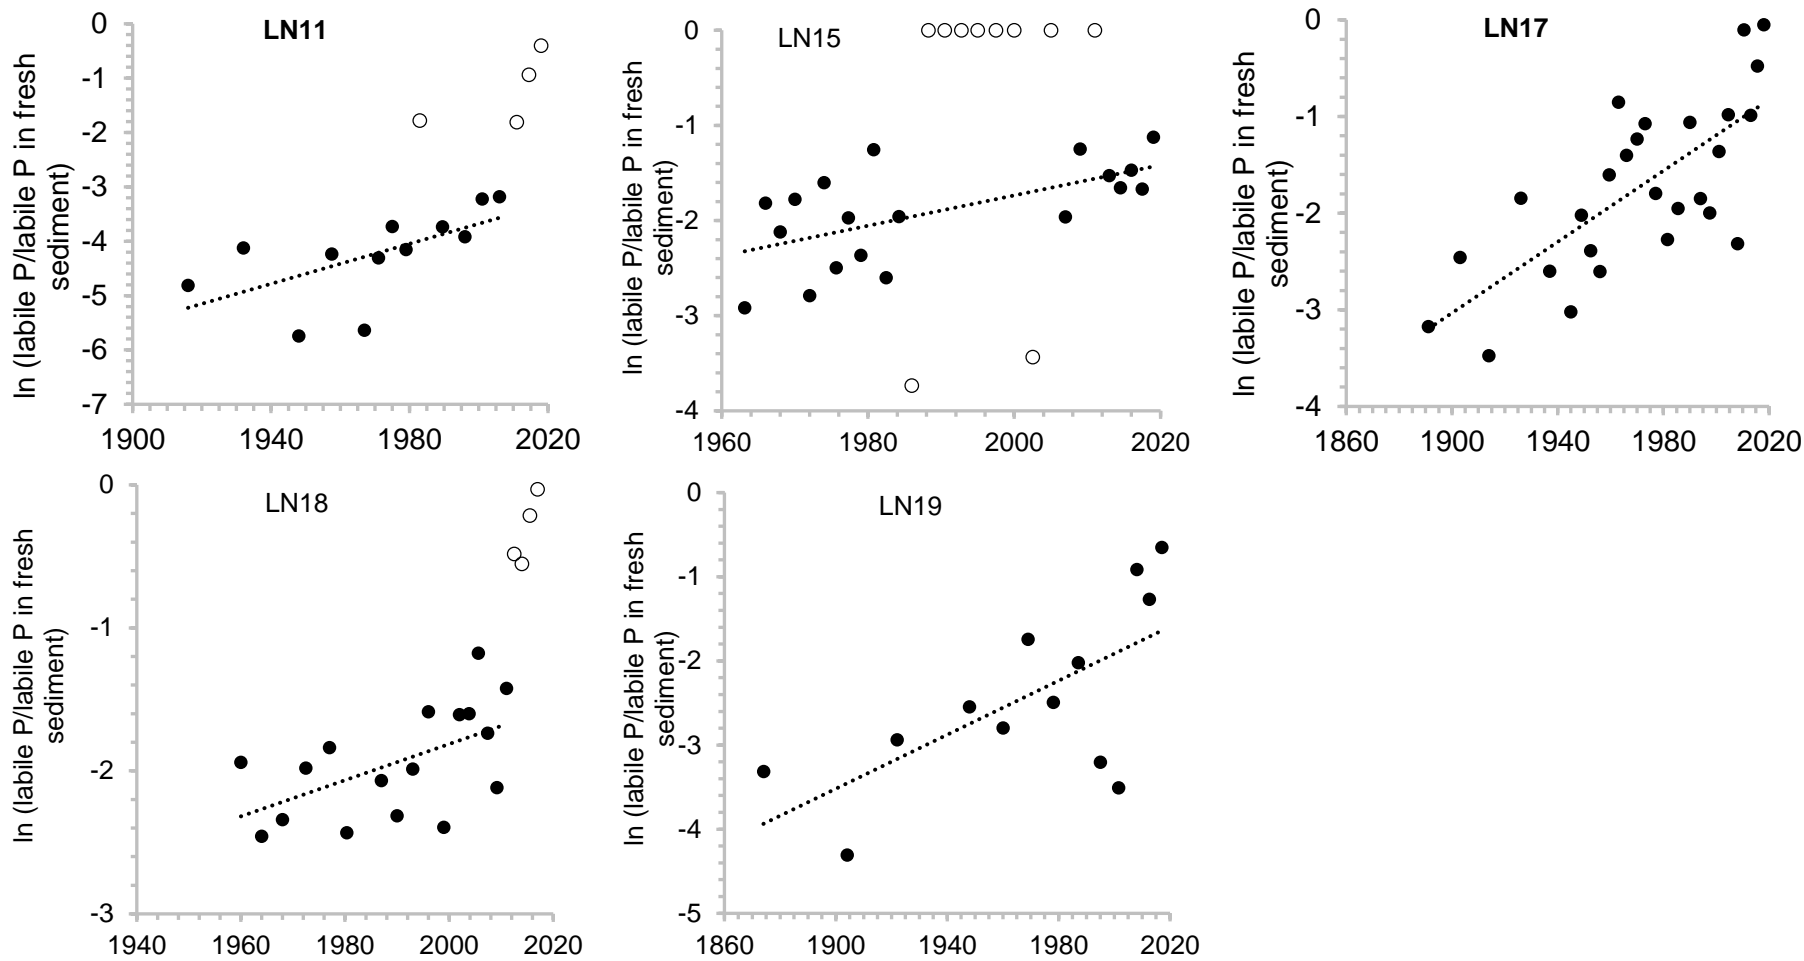 LN11
ln (labile P/labile P in fresh
sediment)
0
-1
-2
-3
-4
-5
-6
-7
1900 1940 1980 2020
LN15
ln (labile P/labile P in fresh
sediment)
0
-1
-2
-3
-4
1960 1980 2000 2020
LN17
ln (labile P/labile P in fresh
sediment)
0
-1
-2
-3
-4
1860 1900 1940 1980 2020
LN18
ln (labile P/labile P in fresh
sediment)
0
-1
-2
-3
1940 1960 1980 2000 2020
LN19
ln (labile P/labile P in fresh
sediment)
0
-1
-2
-3
-4
-5
1860 1900 1940 1980 2020